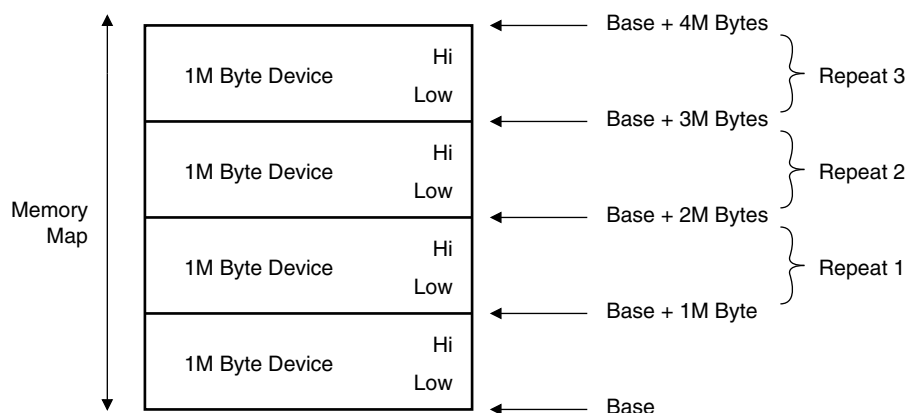 Base + 4M Bytes
Hi
1M Byte Device
Low
Repeat 3
Base + 3M Bytes
Hi
1M Byte Device
Low
Repeat 2
Memory
Map
Base + 2M Bytes
Hi
1M Byte Device
Low
Repeat 1
Base + 1M Byte
Hi
1M Byte Device
Low
Base